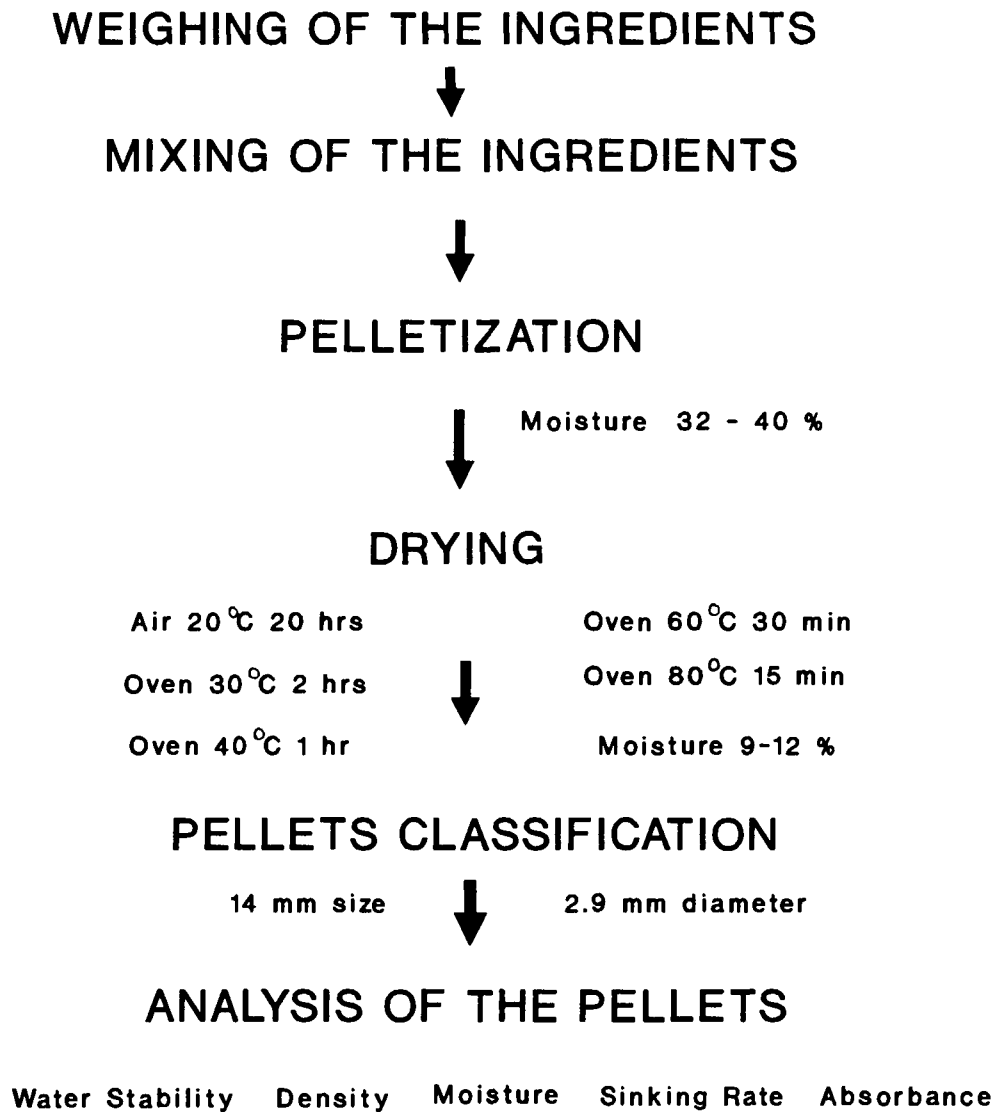 WEIGHING OF THE INGREDIENTS
MIXING OF THE INGREDIENTS
PELLETIZATION
Moisture 32 - 40 %
DRYING
Air 20°C 20 hrs
Oven 30°C 2 hrs
Oven 40°C 1 hr
Oven 60°C 30 min
Oven 80°C 15 min
Moisture 9-12 %
PELLETS CLASSIFICATION
14 mm size
2.9 mm diameter
ANALYSIS OF THE PELLETS
Water Stability Density Moisture Sinking Rate Absorbance